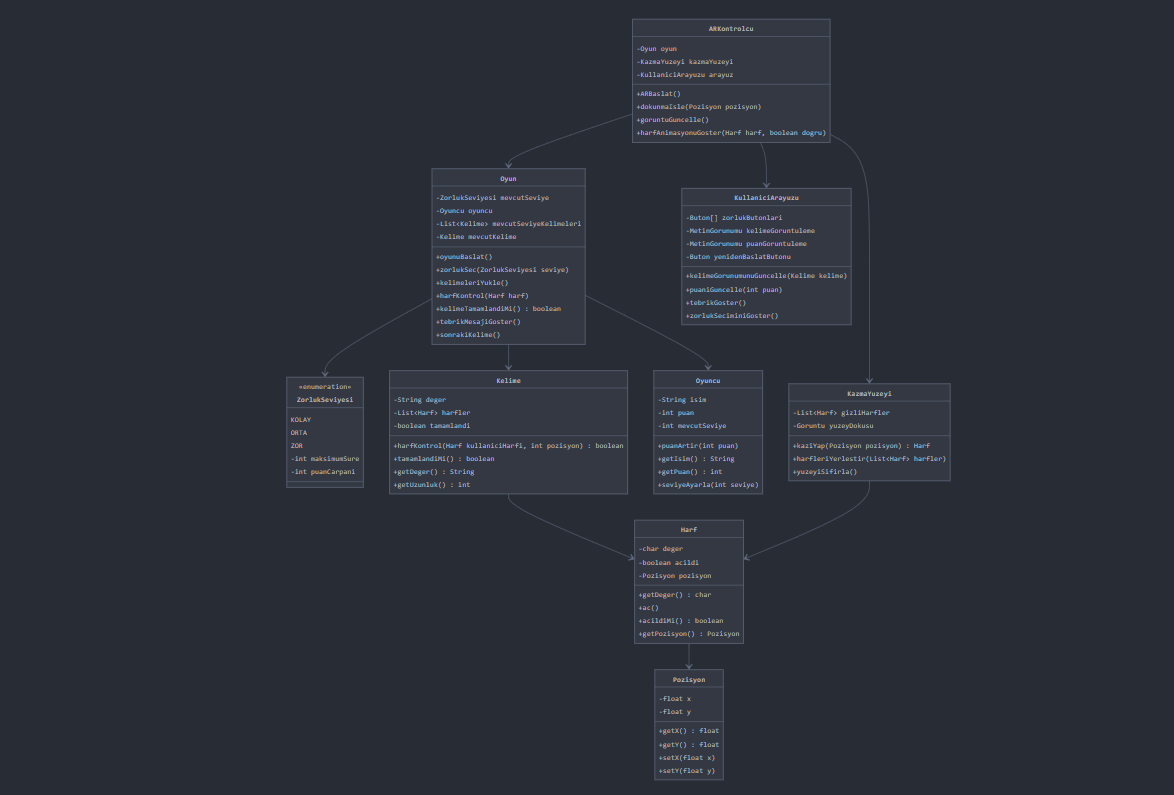 ARKontrolcu
-Oyun oyun
-KazmaYuzeyi kazmaYuzeyi
-KullaniciArayuzu arayuz
+ARBaslat()
+dokunmaIsle(Pozisyon pozisyon)
+goruntuGuncelle()
+harfAnimasyonuGoster(Harf harf, boolean dogru)
Oyun
-ZorlukSeviyesi mevcutSeviye
-Oyuncu oyuncu
-List<Kelime> mevcutSeviyeKelimeleri
-Kelime mevcutKelime
+oyunuBaslat()
+zorlukSec(ZorlukSeviyesi seviye)
+kelimeleriYukle()
+harfKontrol(Harf harf)
+kelimeTamamlandiMi() : boolean
+tebrikMesajiGoster()
+sonrakiKelime()
KullaniciArayuzu
-Buton[] zorlukButonlari
-MetinGorunumu kelimeGoruntuleme
-MetinGorunumu puanGoruntuleme
-Buton yenidenBaslatButonu
+kelimeGorunumunuGuncelle(Kelime kelime)
+puaniGuncelle(int puan)
+tebrikGoster()
+zorlukSeciminiGoster()
«enumeration»
ZorlukSeviyesi
KOLAY
ORTA
ZOR
-int maksimumSure
-int puanCarpani
Kelime
-String deger
-List<Harf> harfler
-boolean tamamlandi
+harfKontrol(Harf kullaniciHarfi, int pozisyon) : boolean
+tamamlandiMi() : boolean
+getDeger() : String
+getUzunluk() : int
Oyuncu
-String isim
-int puan
-int mevcutSeviye
+puanArtir(int puan)
+getIsim() : String
+getPuan() : int
+seviyeAyarla(int seviye)
KazmaYuzeyi
-List<Harf> gizliHarfler
-Goruntu yuzeyDokusu
+kaziYap(Pozisyon pozisyon) : Harf
+harfleriYerlestir(List<Harf> harfler)
+yuzeyiSifirla()
Harf
-char deger
-boolean acildi
-Pozisyon pozisyon
+getDeger() : char
+ac()
+acildiMi() : boolean
+getPozisyon() : Pozisyon
Pozisyon
-float x
-float y
+getX() : float
+getY() : float
+setX(float x)
+setY(float y)